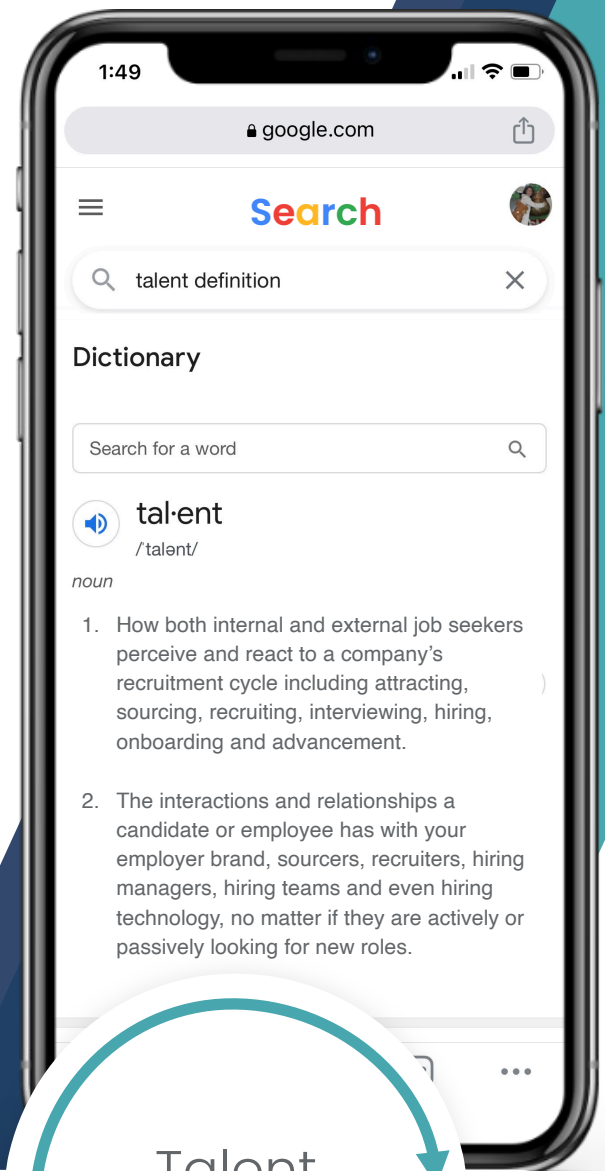 1:49
google.com
Search
talent definition
Dictionary
Search for a word
tal·ent
/ˈtalənt/
noun
1. How both internal and external job seekers
perceive and react to a company’s
recruitment cycle including attracting,
sourcing, recruiting, interviewing, hiring,
onboarding and advancement.
2. The interactions and relationships a
candidate or employee has with your
employer brand, sourcers, recruiters, hiring
managers, hiring teams and even hiring
technology, no matter if they are actively or
passively looking for new roles.
Talent